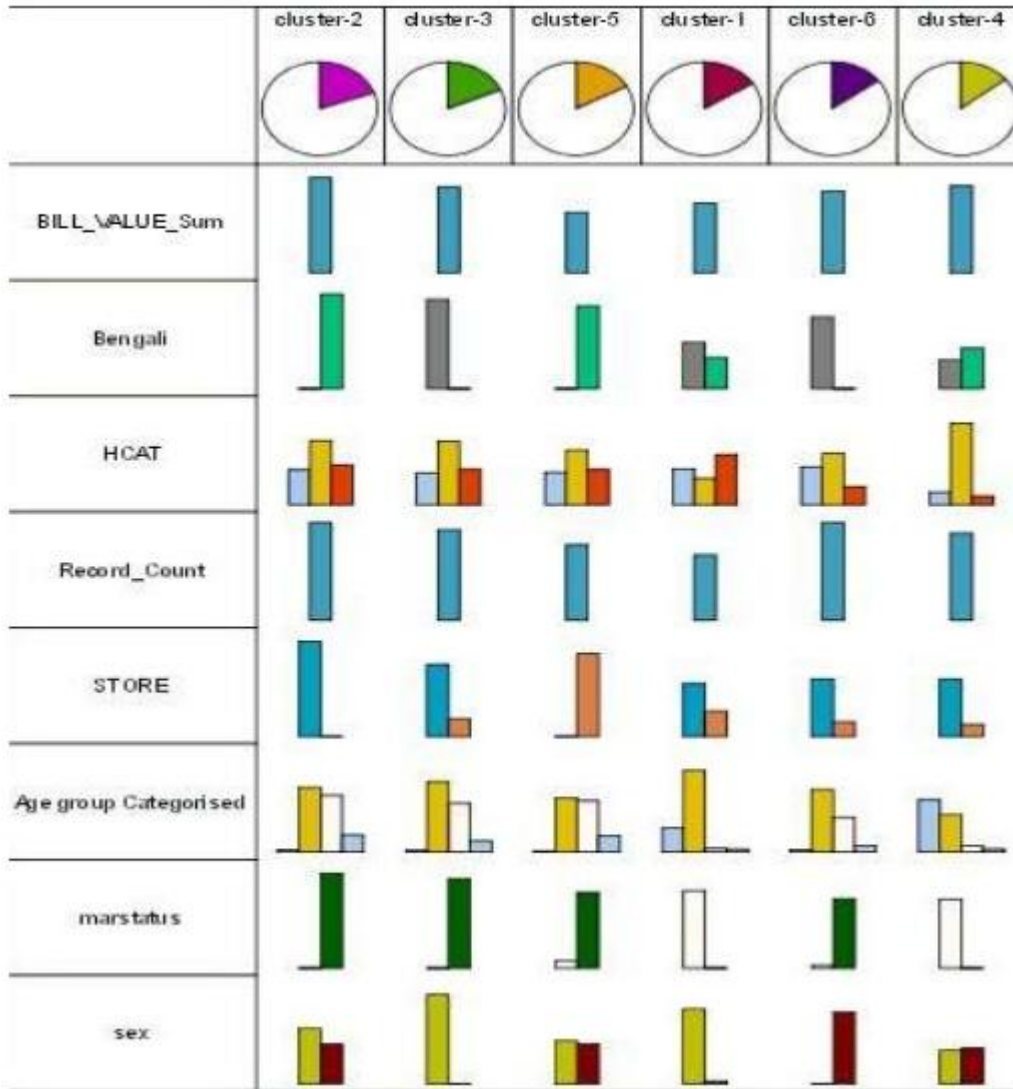 cluster-2 cluster-3 cluster-5 cluster-1 cluster-6 cluster-4
BILL_VALUE_Sum
Bengali
HCAT
Record_Count
STORE
Age group Categorised
marstatus
sex